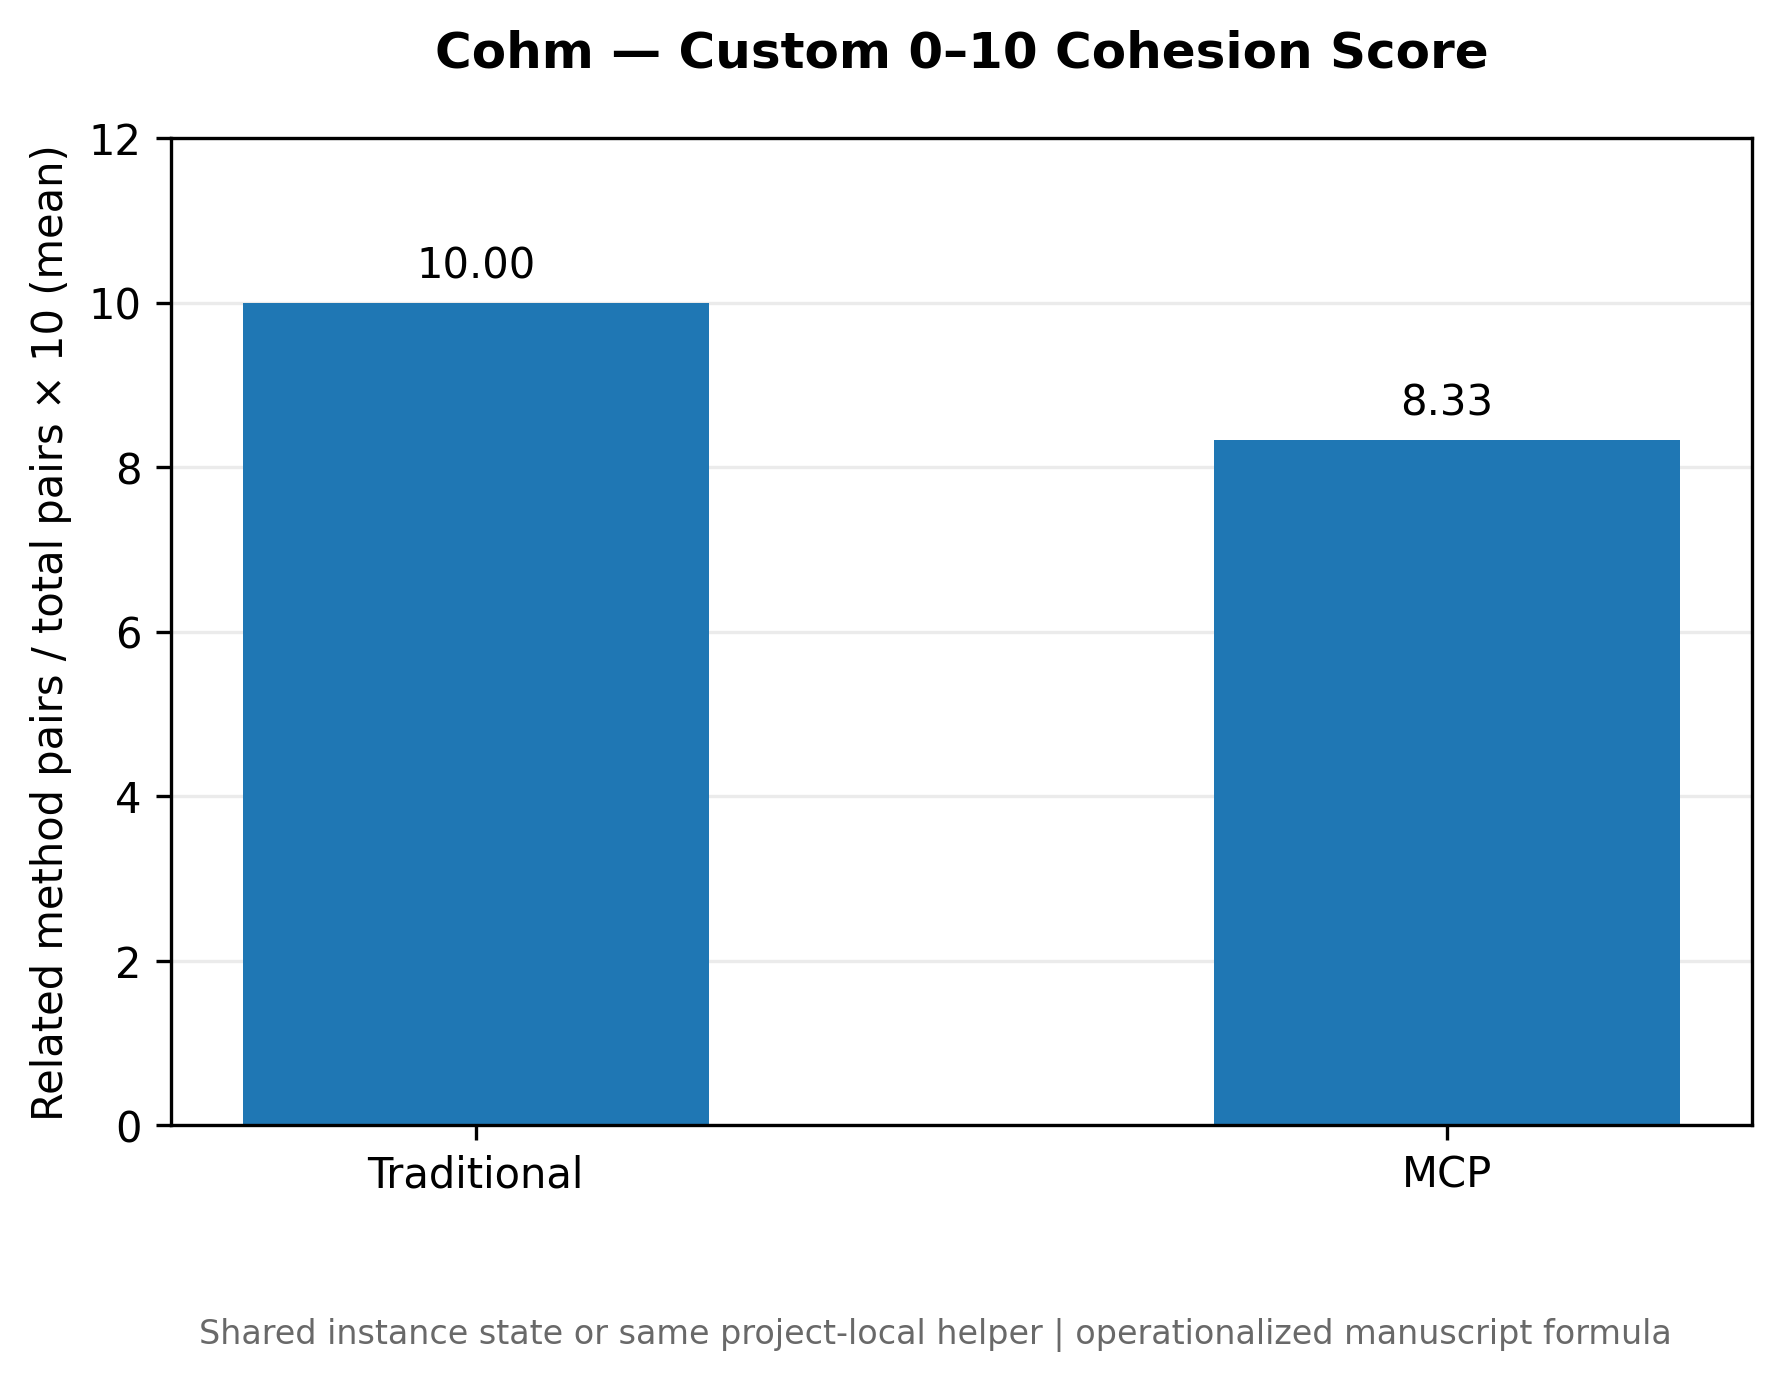 Cohm — Custom 0–10 Cohesion Score
Related method pairs / total pairs × 10 (mean)
12
10
8
6
4
2
0
10.00
8.33
Traditional
MCP
Shared instance state or same project-local helper | operationalized manuscript formula